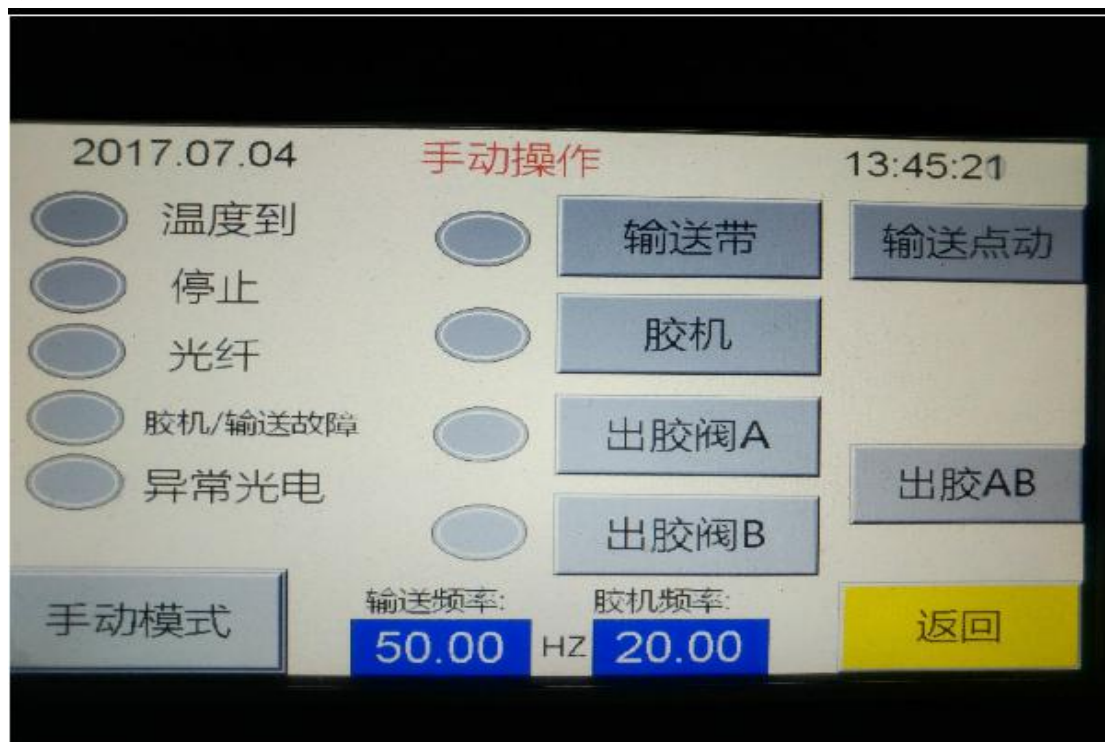 2017.07.04 手动操作 13:45:21
温度到 输送带 输送点动
停止
光纤 胶机
胶机/输送故障 出胶阀A
异常光电 出胶AB
出胶阀B
手动模式 输送频率: 胶机频率: 返回
50.00 HZ 20.00